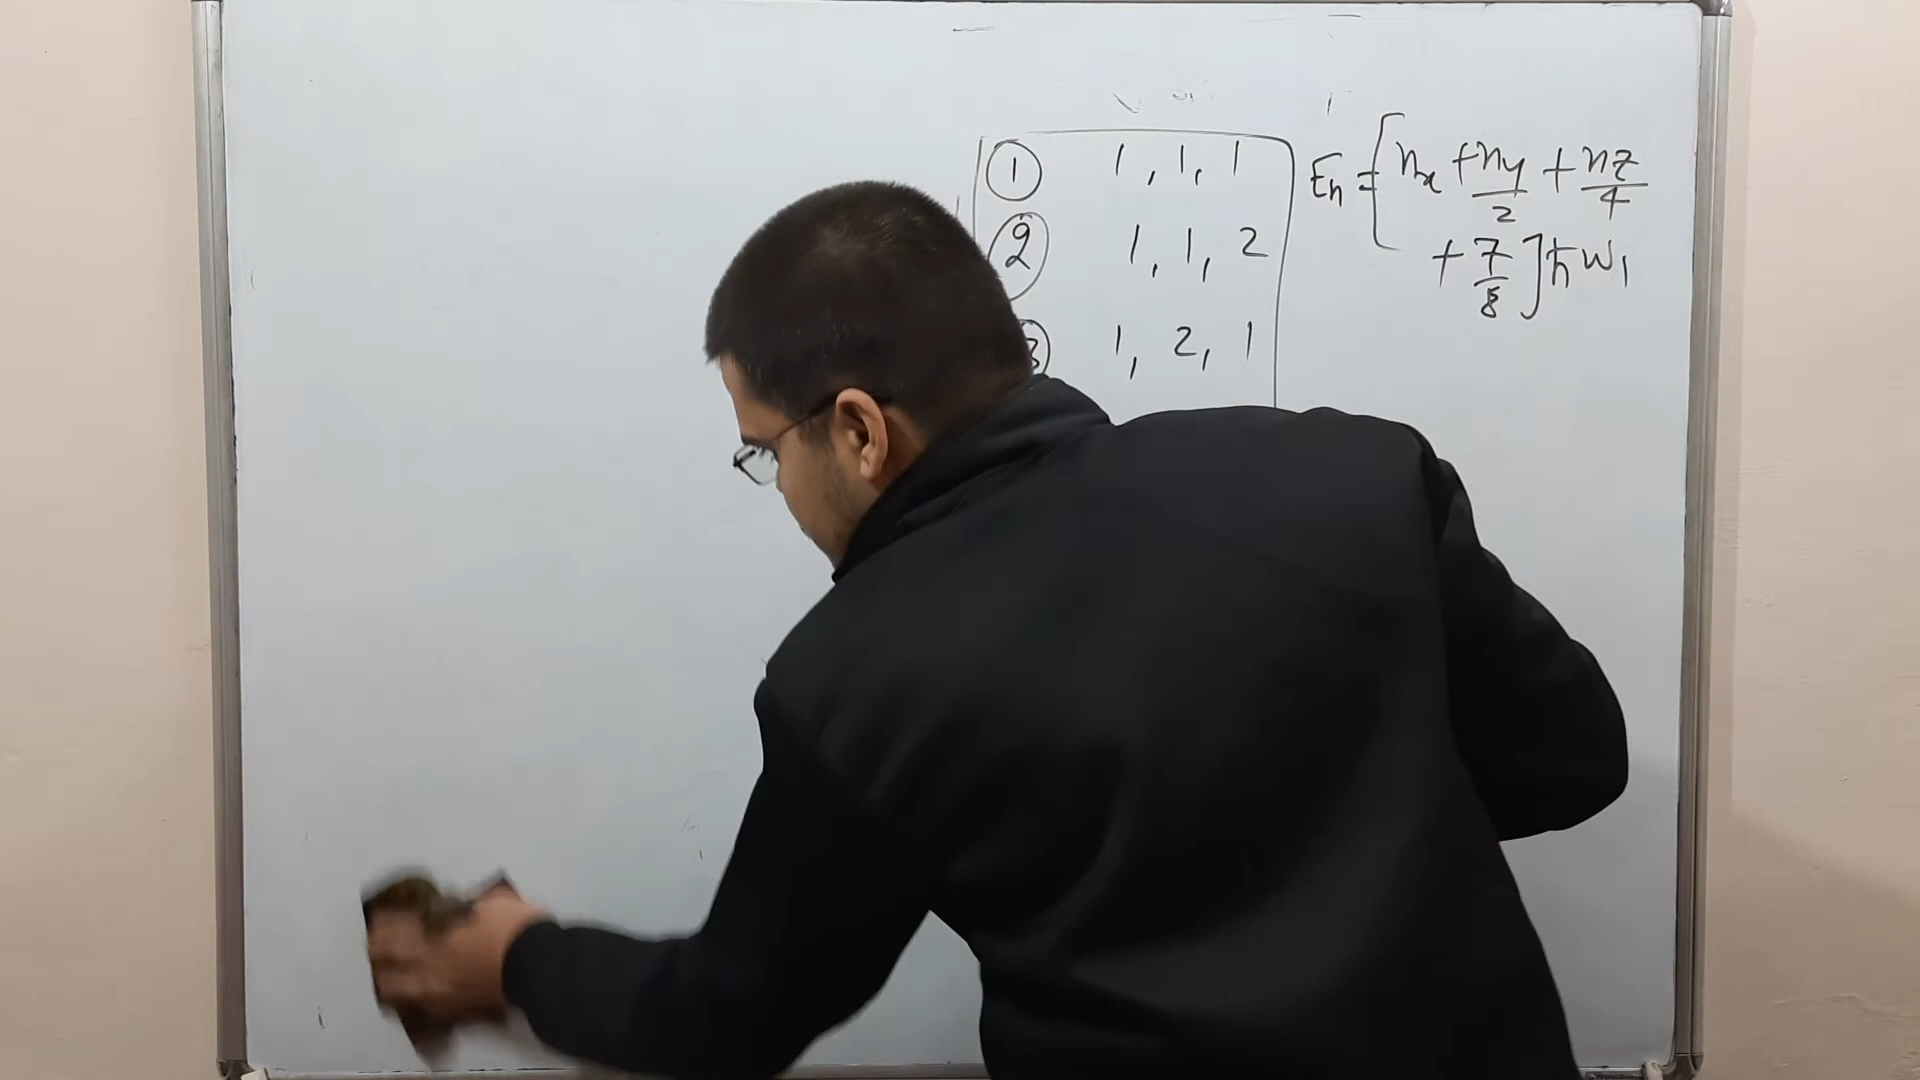 ① 1, 1, 1
② 1, 1, 2
③ 1, 2, 1
En = [nx + ny/2 + nz/4
+ 7/8] ħω1